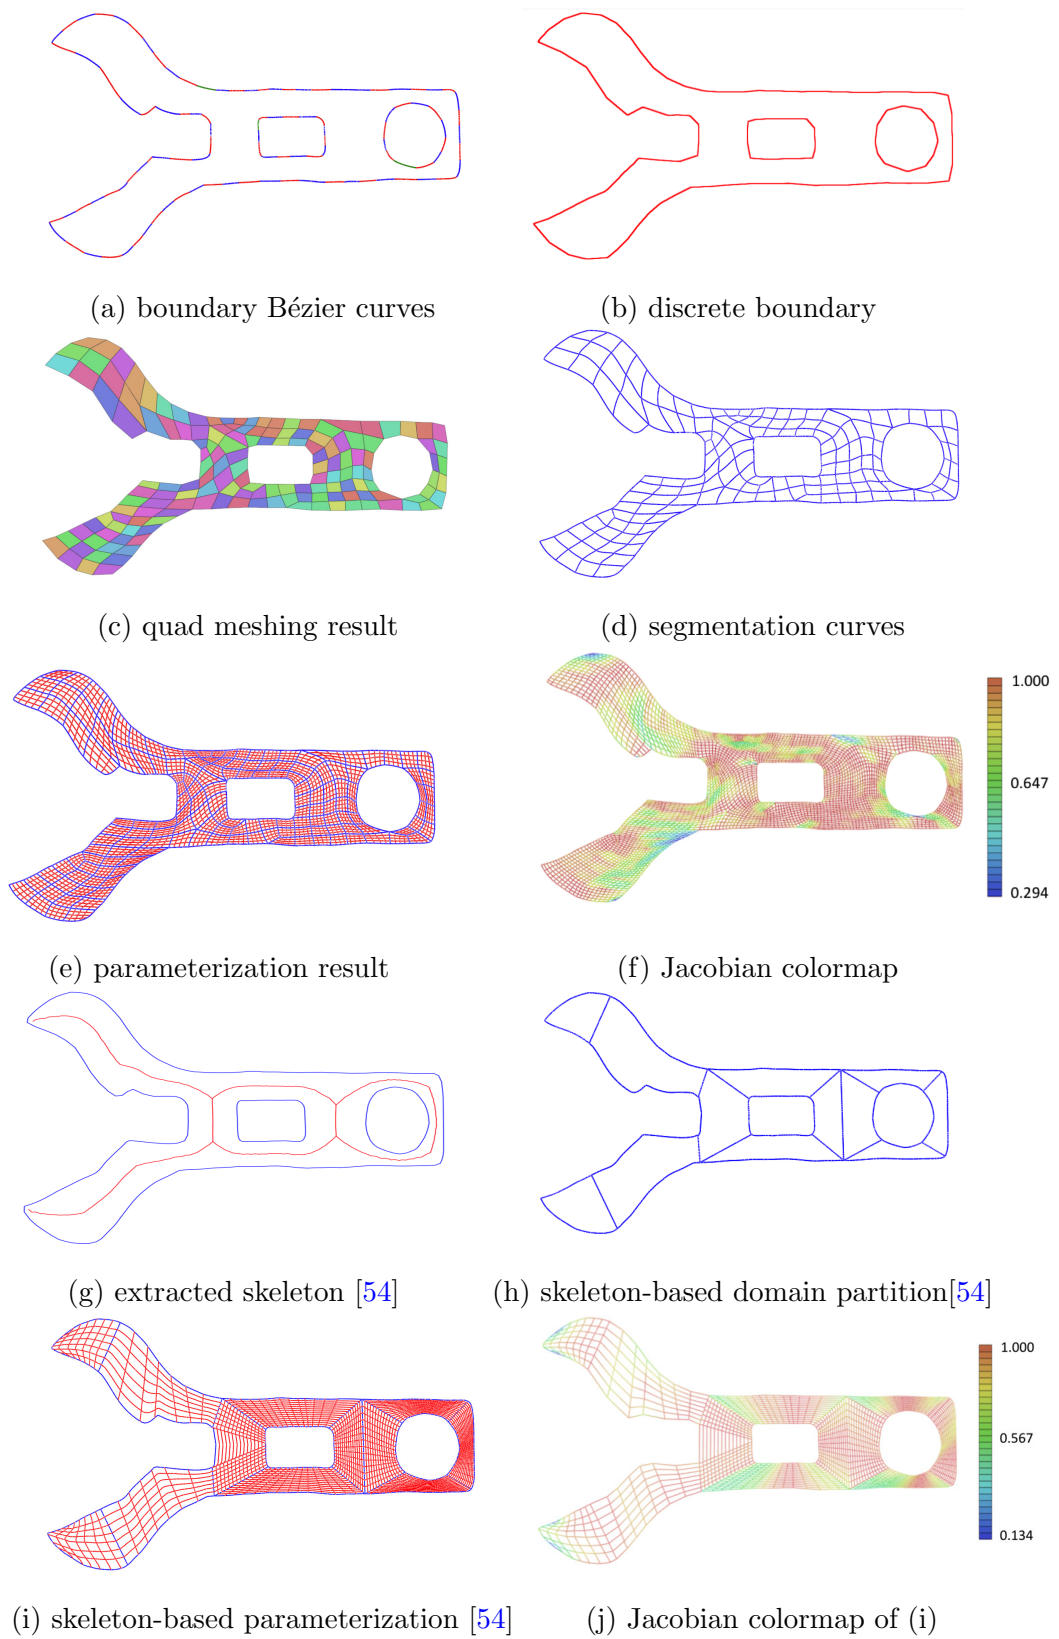 (a) boundary Bézier curves
(b) discrete boundary
(c) quad meshing result
(d) segmentation curves
1.000
0.647
0.294
(e) parameterization result
(f) Jacobian colormap
(g) extracted skeleton [54]
(h) skeleton-based domain partition[54]
1.000
0.567
0.134
(i) skeleton-based parameterization [54]
(j) Jacobian colormap of (i)